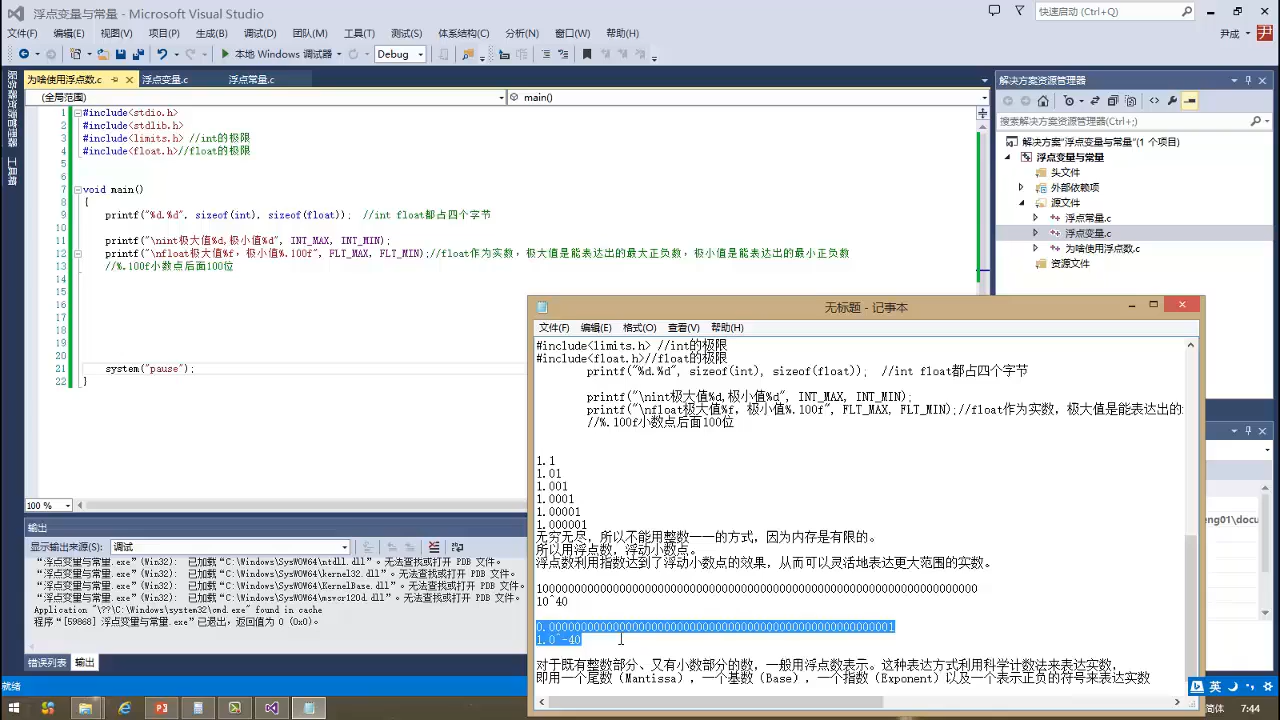 浮点变量与常量 - Microsoft Visual Studio
快速启动 (Ctrl+Q)
文件(F) 编辑(E) 视图(V) 项目(P) 生成(B) 调试(D) 团队(M) 工具(T) 测试(S) 体系结构(C) 分析(N) 窗口(W) 帮助(H)
尹成
本地 Windows 调试器
Debug
为啥使用浮点数.c 浮点变量.c 浮点常量.c
(全局范围) main()
1 #include<stdio.h>
2 #include<stdlib.h>
3 #include<limits.h> //int的极限
4 #include<float.h>//float的极限
5
6
7 void main()
8 {
9 printf("%d.%d", sizeof(int), sizeof(float)); //int float都占四个字节
10
11 printf("\nint极大值%d,极小值%d", INT_MAX, INT_MIN);
12 printf("\nfloat极大值%f, 极小值%.100f", FLT_MAX, FLT_MIN);//float作为实数, 极大值是能表达出的最大正负数, 极小值是能表达出的最小正负数
13 //%.100f小数点后面100位
14
15
16
17
18
19
20
21 system("pause");
22 }
100 %
工具箱
解决方案资源管理器
搜索解决方案资源管理器(Ctrl+;)
解决方案"浮点变量与常量"(1 个项目)
浮点变量与常量
头文件
外部依赖项
源文件
浮点常量.c
浮点变量.c
为啥使用浮点数.c
资源文件
eng01\docu
输出
显示输出来源(S): 调试
"浮点变量与常量.exe"(Win32): 已加载"C:\Windows\SysWOW64\ntdll.dll"。无法查找或打开 PDB 文件。
"浮点变量与常量.exe"(Win32): 已加载"C:\Windows\SysWOW64\kernel32.dll"。无法查找或打开 PDB 文件。
"浮点变量与常量.exe"(Win32): 已加载"C:\Windows\SysWOW64\KernelBase.dll"。无法查找或打开 PDB 文件。
"浮点变量与常量.exe"(Win32): 已加载"C:\Windows\SysWOW64\msvcr120d.dll"。无法查找或打开 PDB 文件。
Application "\??\C:\Windows\system32\cmd.exe" found in cache
程序"[59868] 浮点变量与常量.exe"已退出，返回值为 0 (0x0)。
错误列表 输出
就绪
无标题 - 记事本
文件(F) 编辑(E) 格式(O) 查看(V) 帮助(H)
#include<limits.h> //int的极限
#include<float.h>//float的极限
printf("%d.%d", sizeof(int), sizeof(float)); //int float都占四个字节
printf("\nint极大值%d,极小值%d", INT_MAX, INT_MIN);
printf("\nfloat极大值%f, 极小值%.100f", FLT_MAX, FLT_MIN);//float作为实数, 极大值是能表达出的
//%.100f小数点后面100位
1.1
1.01
1.001
1.0001
1.00001
1.000001
无穷无尽, 所以不能用整数一一的方式, 因为内存是有限的。
所以用浮点数, 浮动小数点。
浮点数利用指数达到了浮动小数点的效果, 从而可以灵活地表达更大范围的实数。
100000000000000000000000000000000000000000000000000000000000000000000
10^40
0.0000000000000000000000000000000000000000000000000000001
1.0^-40
对于既有整数部分、又有小数部分的数, 一般用浮点数表示。这种表达方式利用科学计数法来表达实数,
即用一个尾数 (Mantissa), 一个基数 (Base), 一个指数 (Exponent) 以及一个表示正负的符号来表达实数
英
简体 7:44